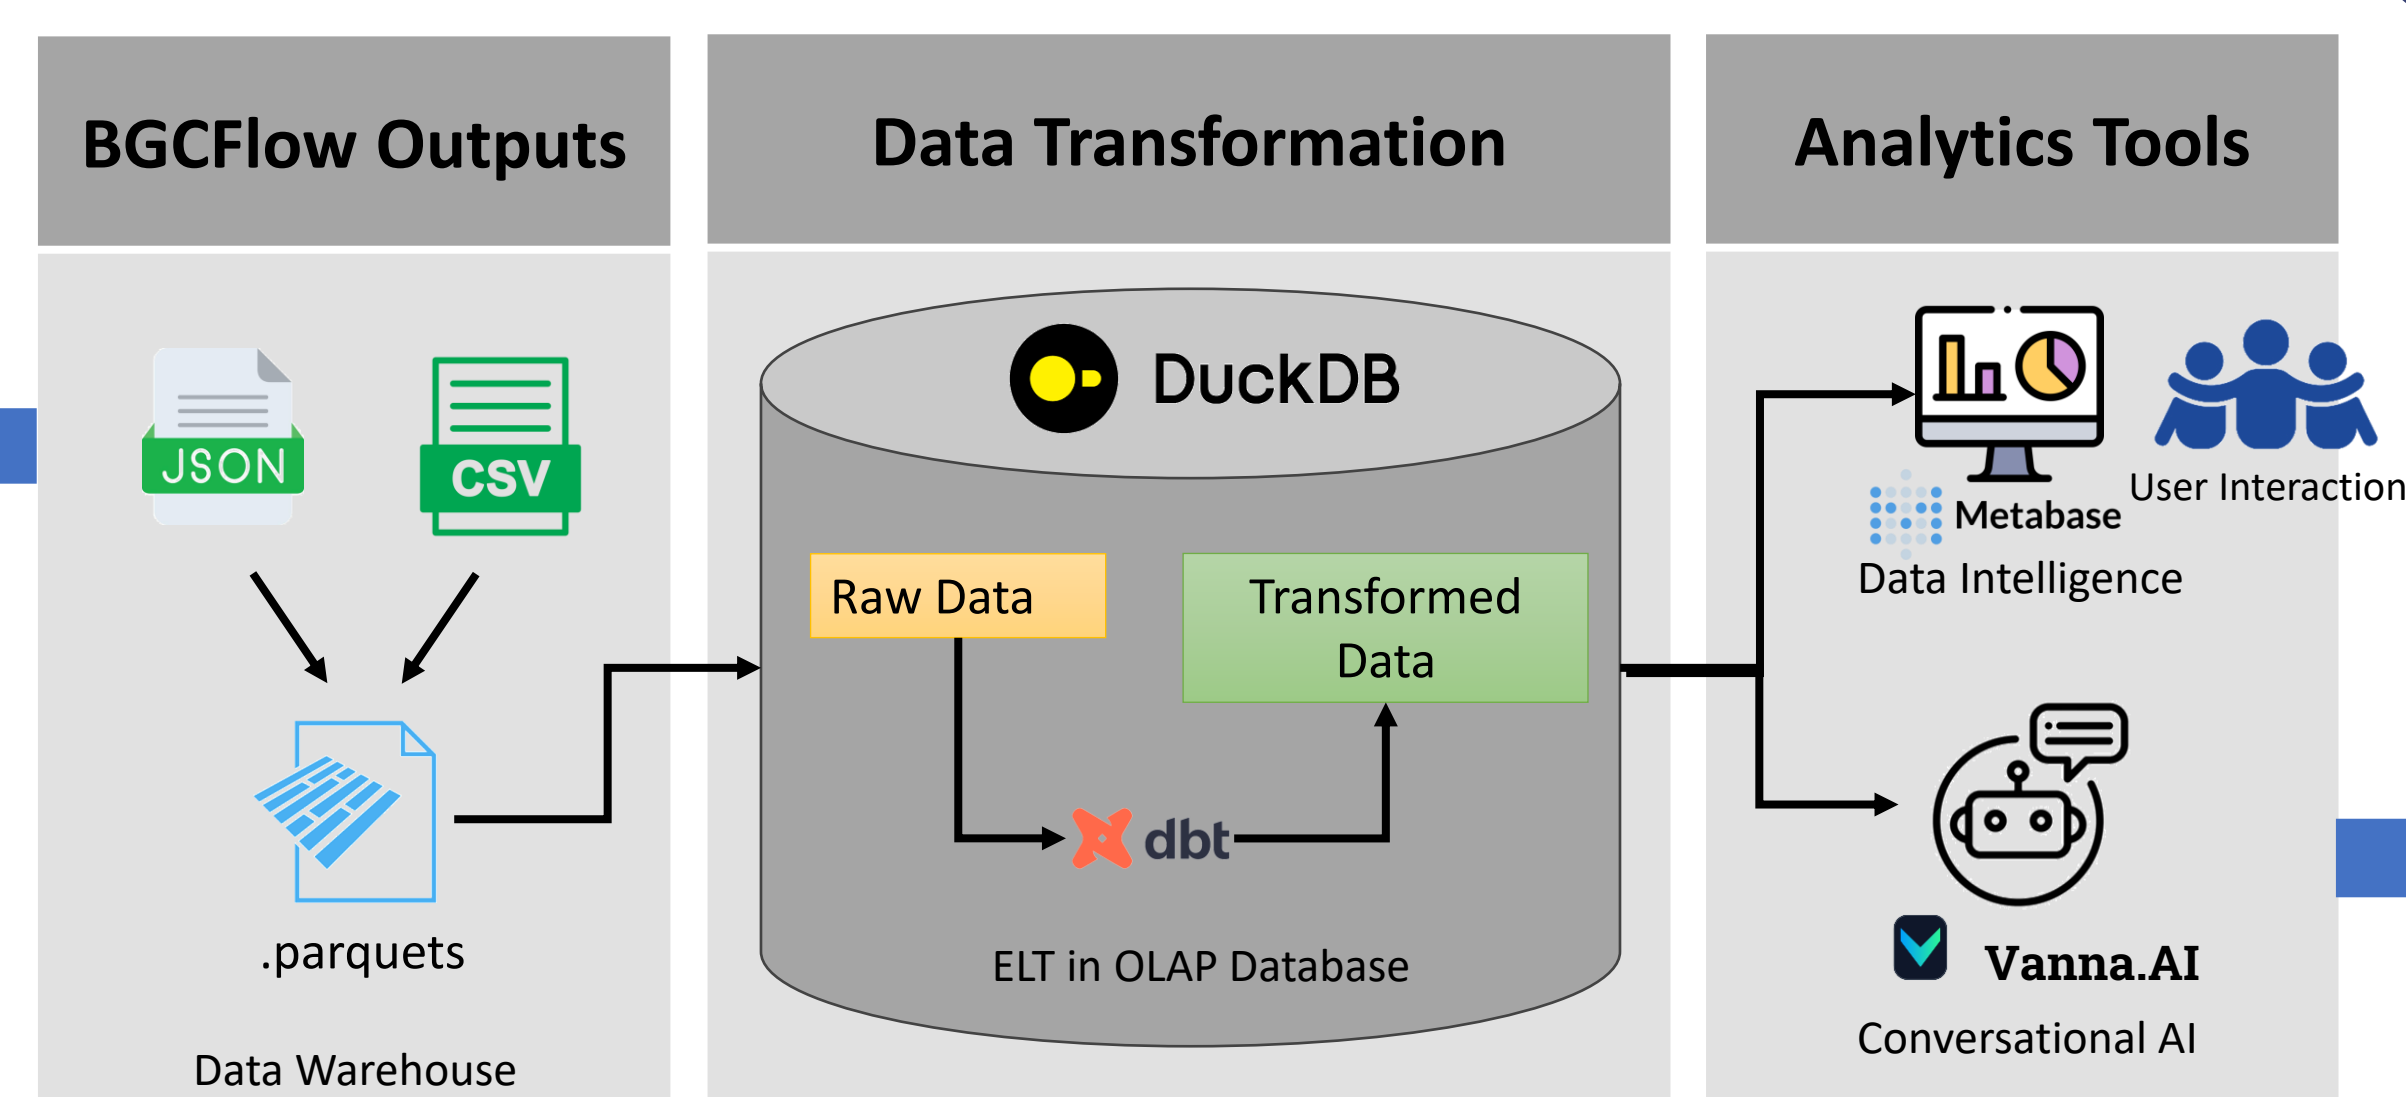 BGCFlow Outputs
JSON
CSV
.parquets
Data Warehouse
Data Transformation
DuckDB
Raw Data
Transformed
Data
dbt
ELT in OLAP Database
Analytics Tools
User Interaction
Metabase
Data Intelligence
Vanna.AI
Conversational AI